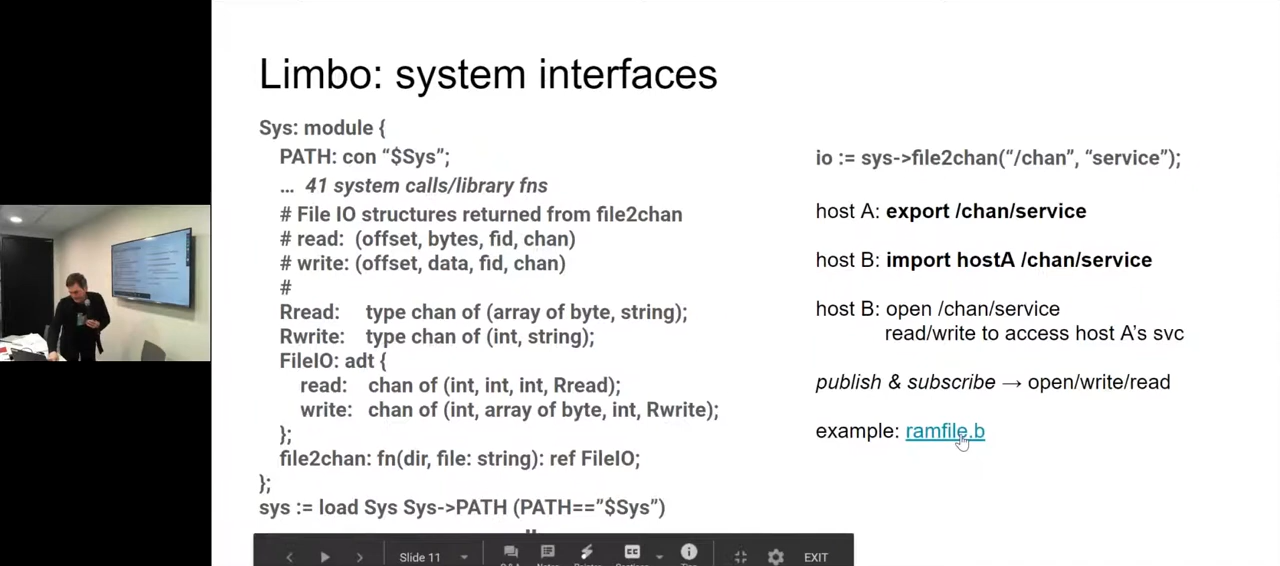 Limbo: system interfaces
Sys: module {
PATH: con “$Sys”;
… 41 system calls/library fns
# File IO structures returned from file2chan
# read: (offset, bytes, fid, chan)
# write: (offset, data, fid, chan)
#
Rread: type chan of (array of byte, string);
Rwrite: type chan of (int, string);
FileIO: adt {
read: chan of (int, int, int, Rread);
write: chan of (int, array of byte, int, Rwrite);
};
file2chan: fn(dir, file: string): ref FileIO;
};
sys := load Sys Sys->PATH (PATH==”$Sys”)
io := sys->file2chan(“/chan”, “service”);
host A: export /chan/service
host B: import hostA /chan/service
host B: open /chan/service
read/write to access host A’s svc
publish & subscribe → open/write/read
example: ramfile.b
Slide 11
EXIT